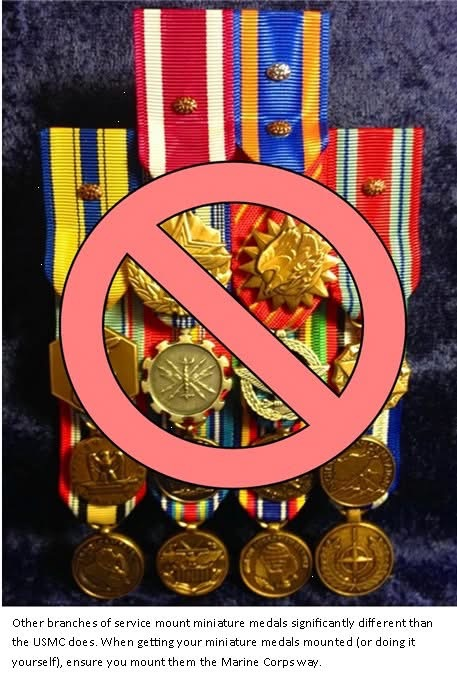 Other branches of service mount miniature medals significantly different than
the USMC does. When getting your miniature medals mounted (or doing it
yourself), ensure you mount them the Marine Corps way.